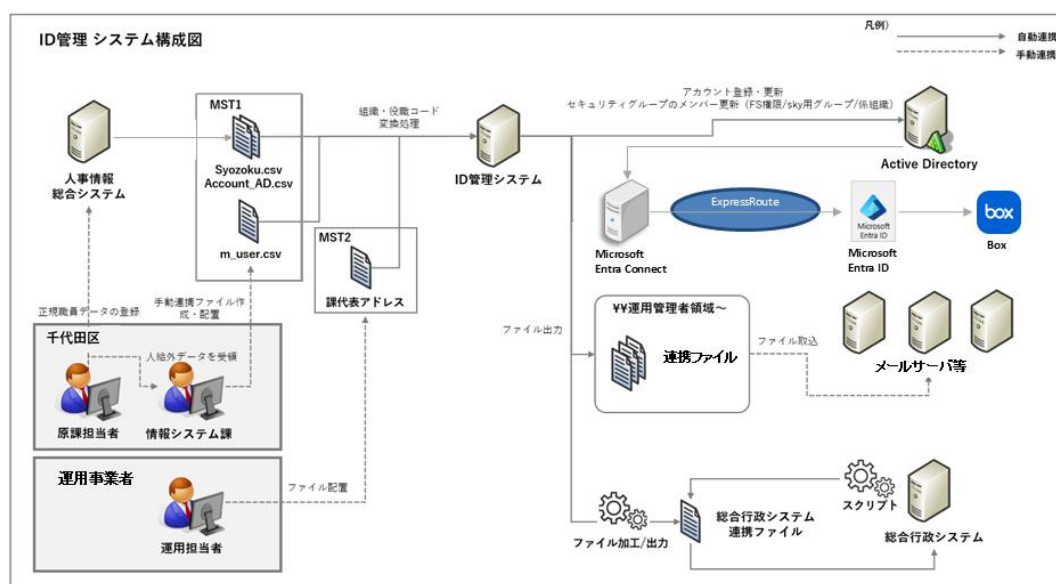 ID管理 システム構成図
凡例)
自動連携
手動連携
MST1
Syozoku.csv
Account_AD.csv
m_user.csv
人事情報
総合システム
組織・役職コード
変換処理
ID管理システム
アカウント登録・更新
セキュリティグループのメンバー更新（FS権限/sky用グループ/係組織）
Active Directory
ExpressRoute
Microsoft
Entra Connect
Microsoft
Entra ID
Microsoft
Entra ID
box
Box
MST2
課代表アドレス
正規職員データの登録
手動連携ファイル作
成・配置
千代田区
人給外データを受領
原課担当者
情報システム課
運用事業者
ファイル配置
運用担当者
ファイル出力
¥¥運用管理者領域～
連携ファイル
ファイル取込
メールサーバ等
ファイル加工/出力
総合行政システム
連携ファイル
スクリプト
総合行政システム